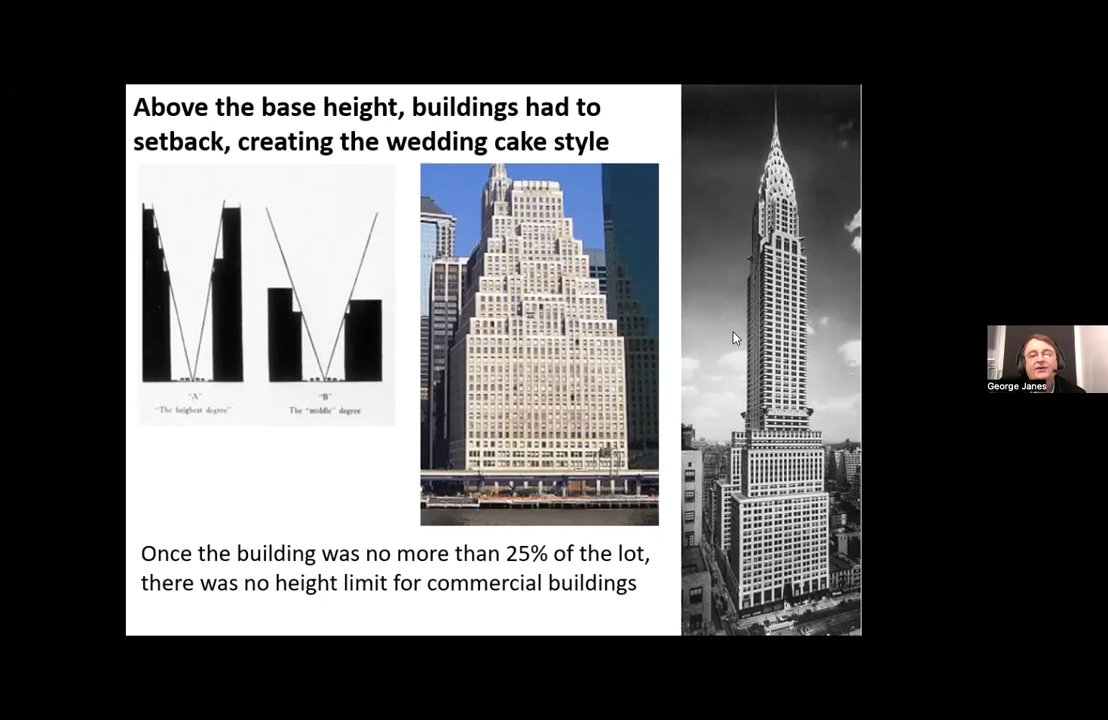 Above the base height, buildings had to
setback, creating the wedding cake style
"A"
"The heighest degree"
"B"
The "middle" degree
Once the building was no more than 25% of the lot,
there was no height limit for commercial buildings
George Janes